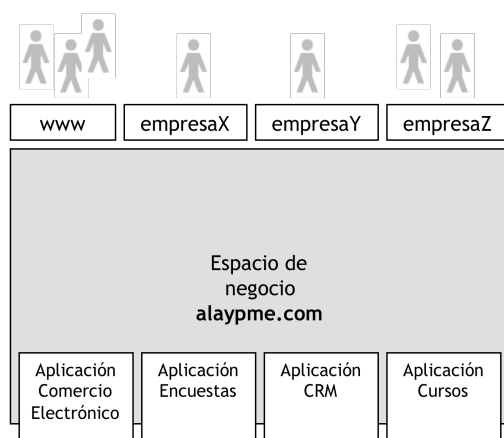 www
empresaX
empresaY
empresaZ
Espacio de
negocio
alaypme.com
Aplicación
Comercio
Electrónico
Aplicación
Encuestas
Aplicación
CRM
Aplicación
Cursos